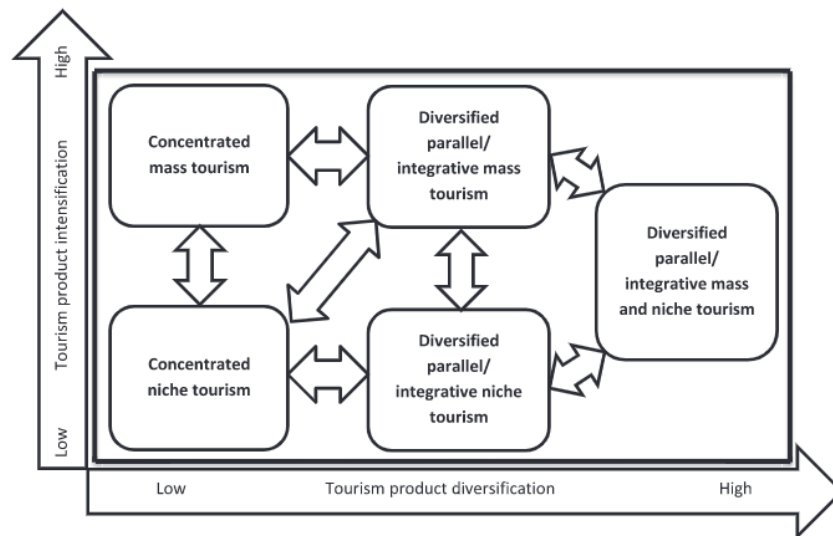 High
Tourism product intensification
Low
Concentrated
mass tourism
Diversified
parallel/
integrative mass
tourism
Diversified
parallel/
integrative mass
and niche tourism
Concentrated
niche tourism
Diversified
parallel/
integrative niche
tourism
Low
Tourism product diversification
High